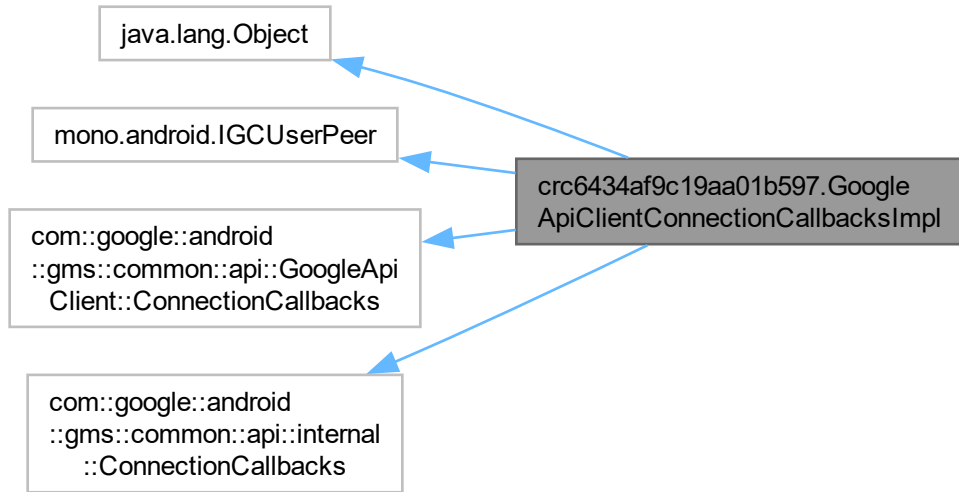 java.lang.Object
mono.android.IGCUserPeer
com::google::android
::gms::common::api::GoogleApi
Client::ConnectionCallbacks
com::google::android
::gms::common::api::internal
::ConnectionCallbacks
crc6434af9c19aa01b597.Google
ApiClientConnectionCallbacksImpl